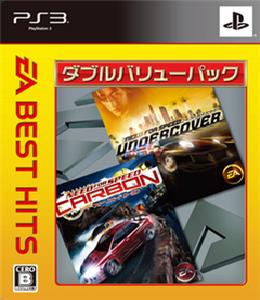 PS3
PlayStation 3
ダブルバリューパック
EA BEST HITS
NEED FOR SPEED
UNDERCOVER
EA
NEED FOR SPEED
CARBON
CERO
B